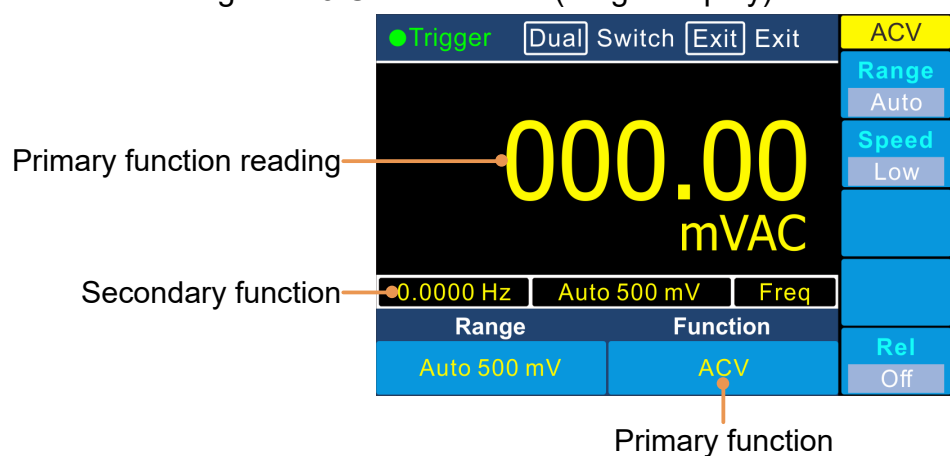 ●Trigger Dual Switch Exit Exit ACV
Range
Auto
Speed
Low
Primary function reading
000.00
mVAC
Secondary function
0.0000 Hz Auto 500 mV Freq
Range Function
Auto 500 mV ACV
Rel
Off
Primary function